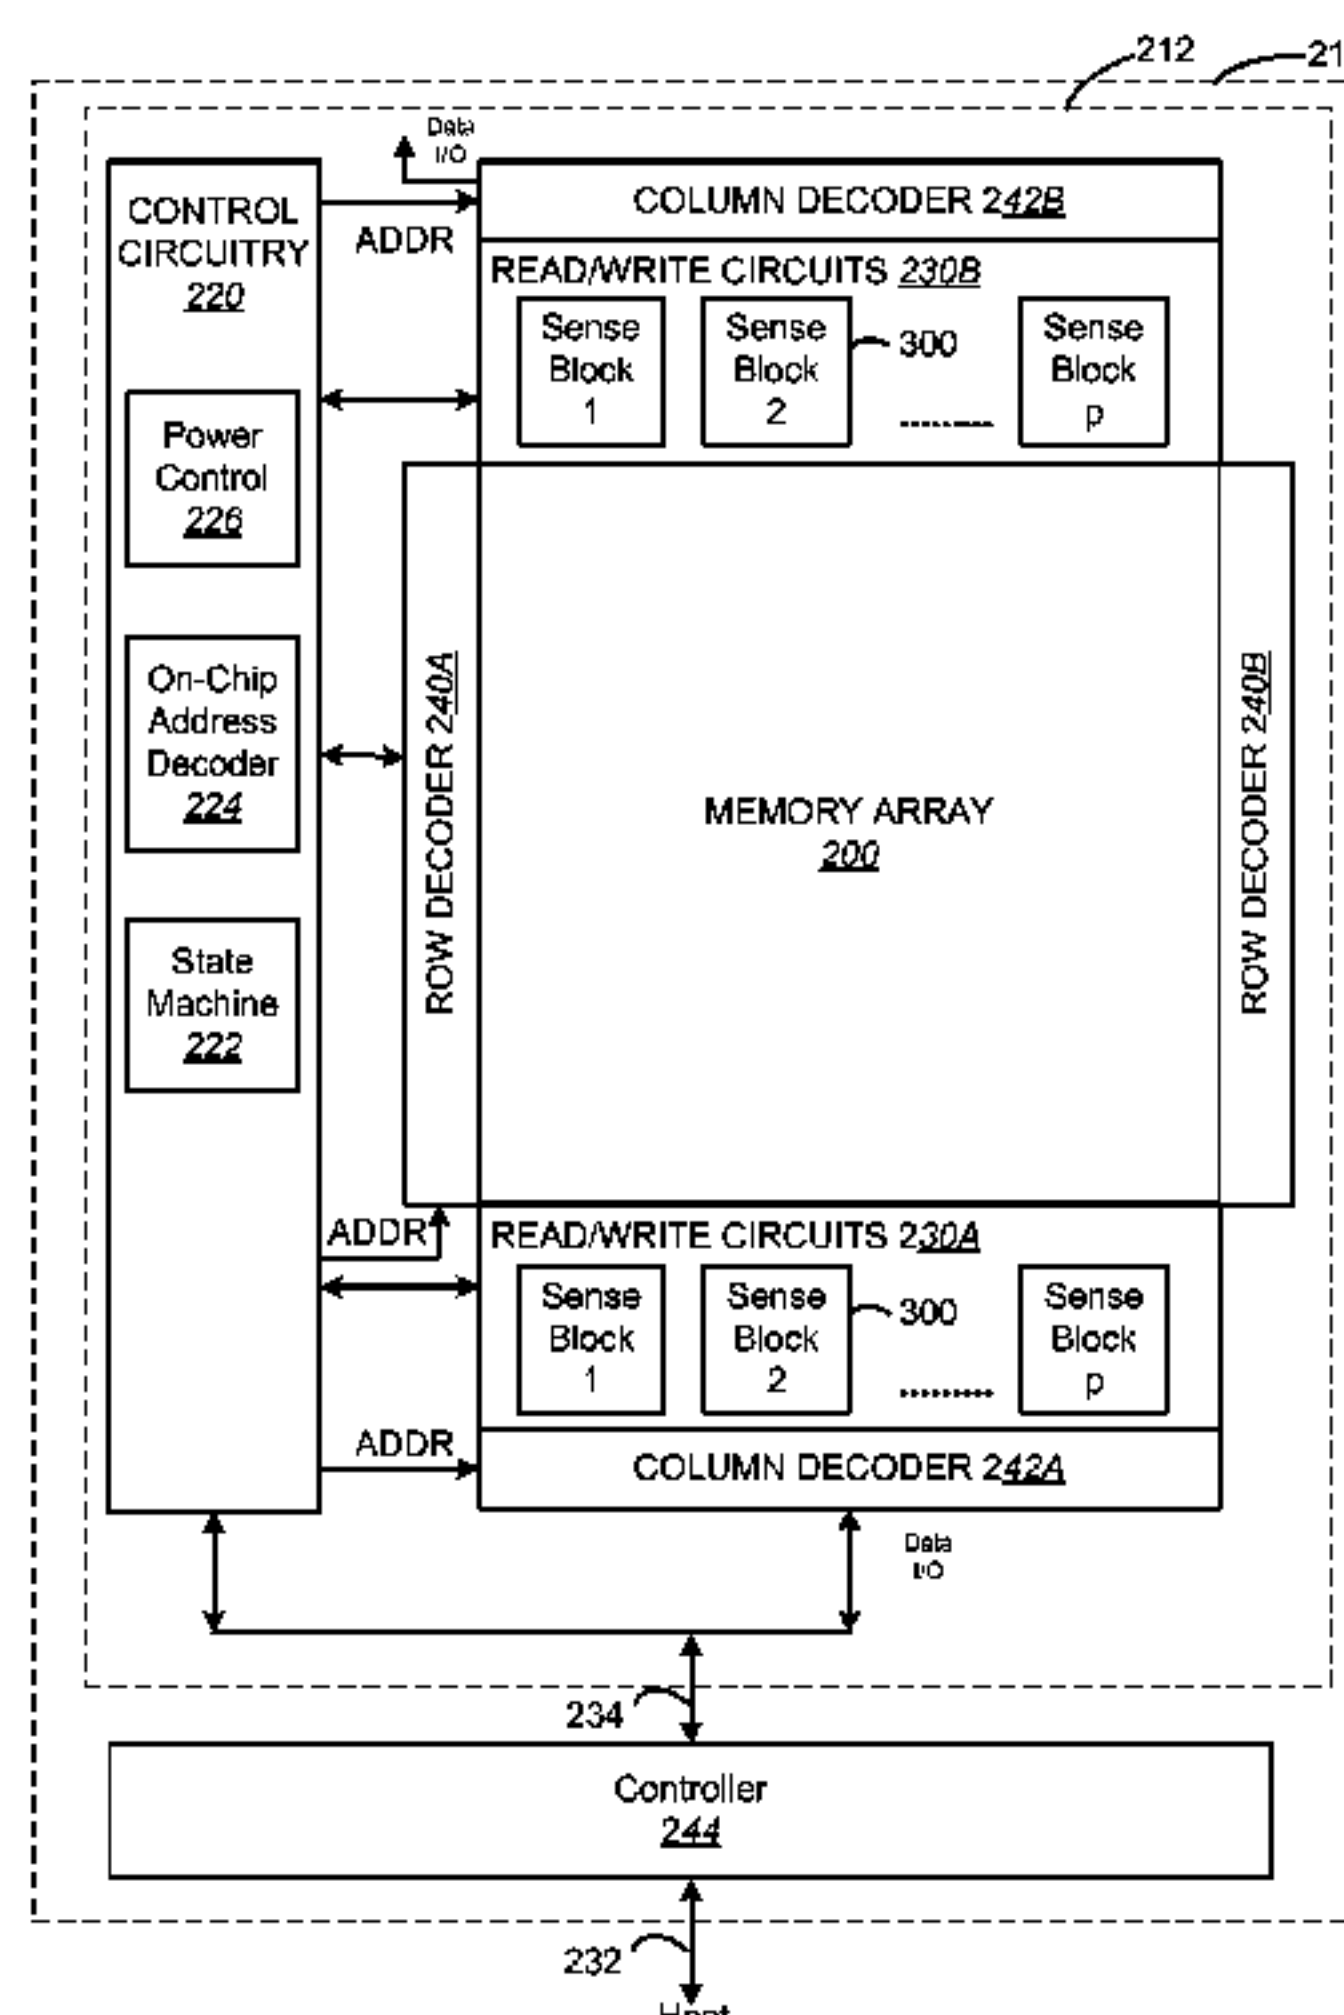 212
21
Data
I/O
CONTROL
CIRCUITRY
220
ADDR
COLUMN DECODER 242B
READ/WRITE CIRCUITS 230B
Sense
Block
1
Sense
Block
2
300
.........
Sense
Block
p
Power
Control
226
On-Chip
Address
Decoder
224
State
Machine
222
ROW DECODER 240A
MEMORY ARRAY
200
ROW DECODER 240B
ADDR
READ/WRITE CIRCUITS 230A
Sense
Block
1
Sense
Block
2
300
.........
Sense
Block
p
ADDR
COLUMN DECODER 242A
Data
I/O
234
Controller
244
232
Host